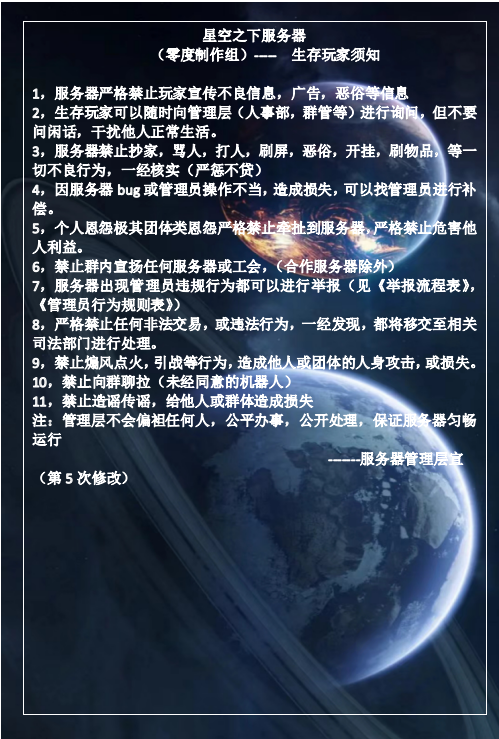 星空之下服务器
（零度制作组）----- 生存玩家须知
1，服务器严格禁止玩家宣传不良信息，广告，恶俗等信息
2，生存玩家可以随时向管理层（人事部，群管等）进行询问，但不要
问闲话，干扰他人正常生活。
3，服务器禁止抄家，骂人，打人，刷屏，恶俗，开挂，刷物品，等一
切不良行为，一经核实（严惩不贷）
4，因服务器 bug 或管理员操作不当，造成损失，可以找管理员进行补
偿。
5，个人恩怨极其团体类恩怨严格禁止牵扯到服务器，严格禁止危害他
人利益。
6，禁止群内宣扬任何服务器或工会，（合作服务器除外）
7，服务器出现管理员违规行为都可以进行举报（见《举报流程表》，
《管理员行为规则表》）
8，严格禁止任何非法交易，或违法行为，一经发现，都将移交至相关
司法部门进行处理。
9，禁止煽风点火，引战等行为，造成他人或团体的人身攻击，或损失。
10，禁止向群聊拉（未经同意的机器人）
11，禁止造谣传谣，给他人或群体造成损失
注：管理层不会偏袒任何人，公平办事，公开处理，保证服务器匀畅
运行
-------服务器管理层宣
（第 5 次修改）